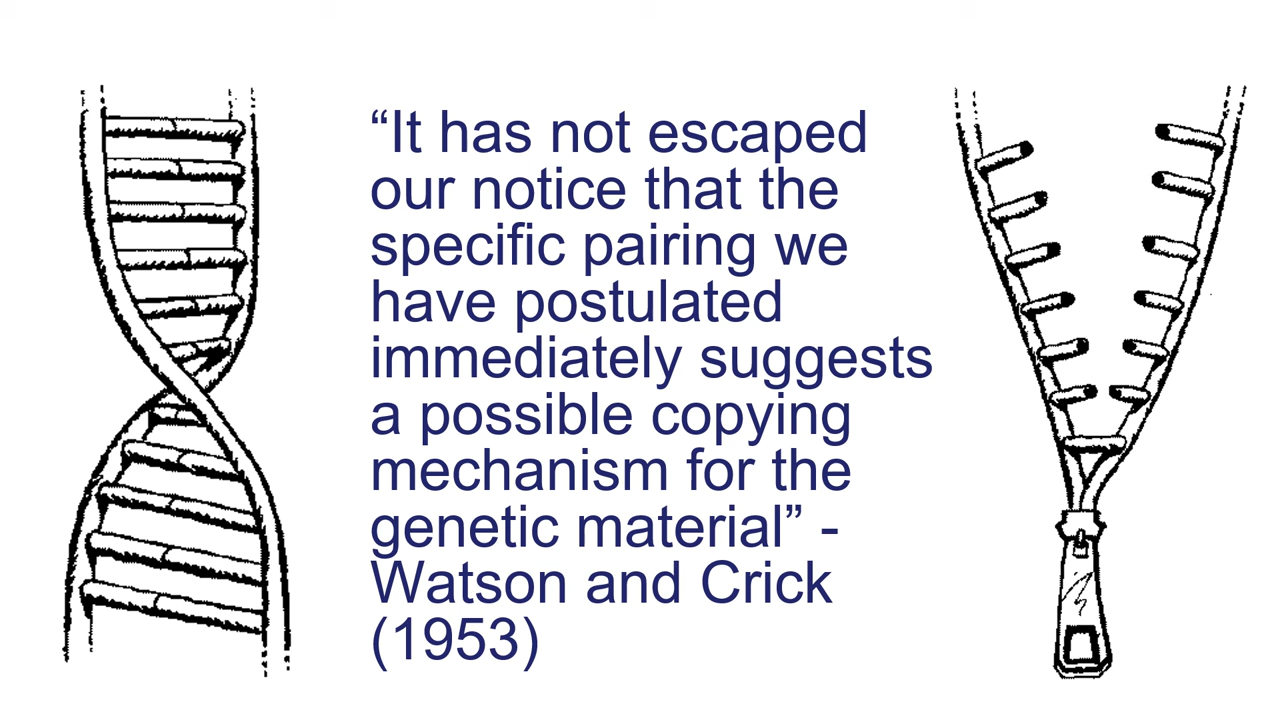 “It has not escaped
our notice that the
specific pairing we
have postulated
immediately suggests
a possible copying
mechanism for the
genetic material” -
Watson and Crick
(1953)